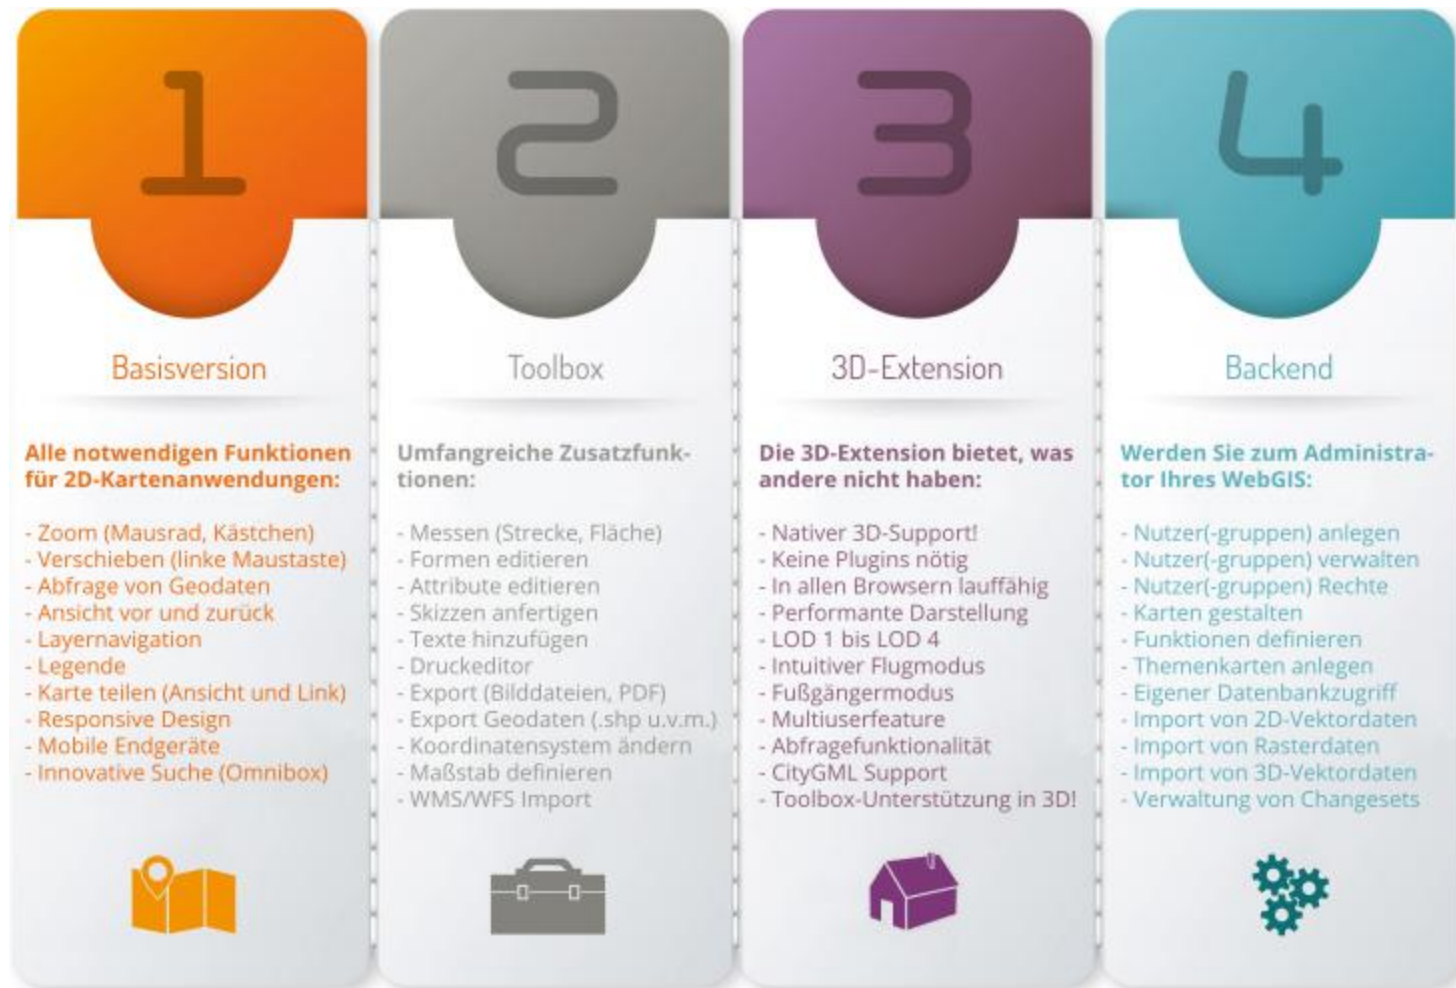 1
Basisversion
Alle notwendigen Funktionen
für 2D-Kartenanwendungen:
- Zoom (Mausrad, Kästchen)
- Verschieben (linke Maustaste)
- Abfrage von Geodaten
- Ansicht vor und zurück
- Layernavigation
- Legende
- Karte teilen (Ansicht und Link)
- Responsive Design
- Mobile Endgeräte
- Innovative Suche (Omnibox)
2
Toolbox
Umfangreiche Zusatzfunk-
tionen:
- Messen (Strecke, Fläche)
- Formen editieren
- Attribute editieren
- Skizzen anfertigen
- Texte hinzufügen
- Druckeditor
- Export (Bilddateien, PDF)
- Export Geodaten (.shp u.v.m.)
- Koordinatensystem ändern
- Maßstab definieren
- WMS/WFS Import
3
3D-Extension
Die 3D-Extension bietet, was
andere nicht haben:
- Nativer 3D-Support!
- Keine Plugins nötig
- In allen Browsern lauffähig
- Performante Darstellung
- LOD 1 bis LOD 4
- Intuitiver Flugmodus
- Fußgängermodus
- Multiuserfeature
- Abfragefunktionalität
- CityGML Support
- Toolbox-Unterstützung in 3D!
4
Backend
Werden Sie zum Administra-
tor Ihres WebGIS:
- Nutzer(-gruppen) anlegen
- Nutzer(-gruppen) verwalten
- Nutzer(-gruppen) Rechte
- Karten gestalten
- Funktionen definieren
- Themenkarten anlegen
- Eigener Datenbankzugriff
- Import von 2D-Vektordaten
- Import von Rasterdaten
- Import von 3D-Vektordaten
- Verwaltung von Changesets